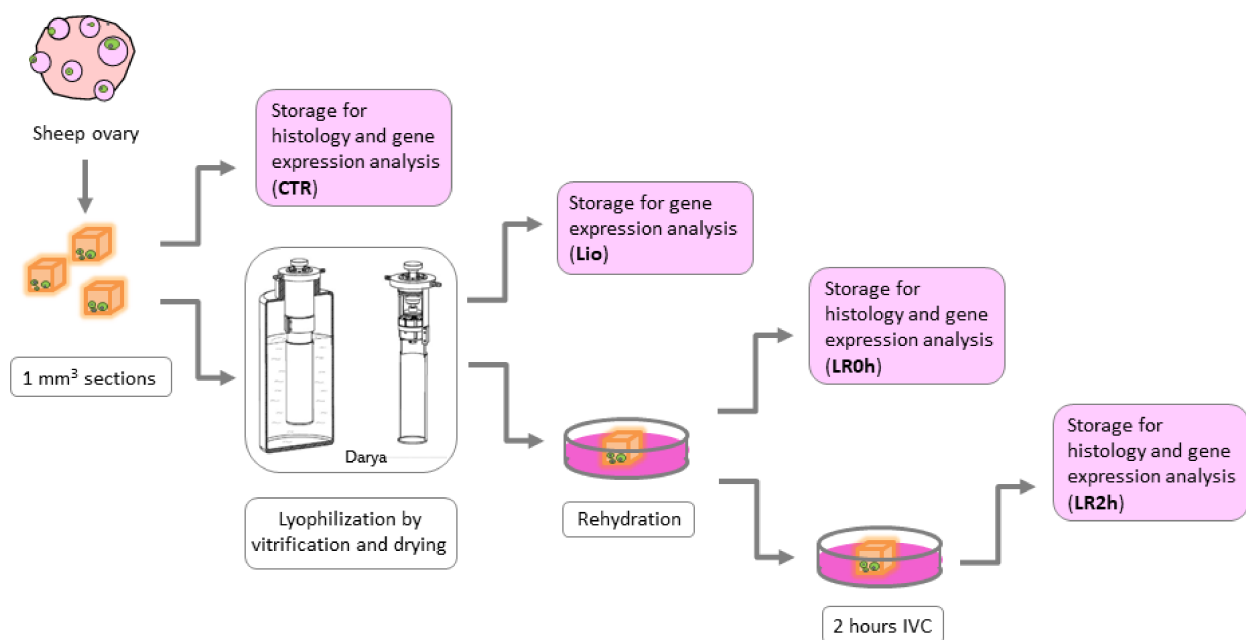 Sheep ovary
1 mm³ sections
Storage for
histology and gene
expression analysis
(CTR)
Darya
Lyophilization by
vitrification and drying
Storage for gene
expression analysis
(Lio)
Rehydration
Storage for
histology and gene
expression analysis
(LR0h)
2 hours IVC
Storage for
histology and gene
expression analysis
(LR2h)